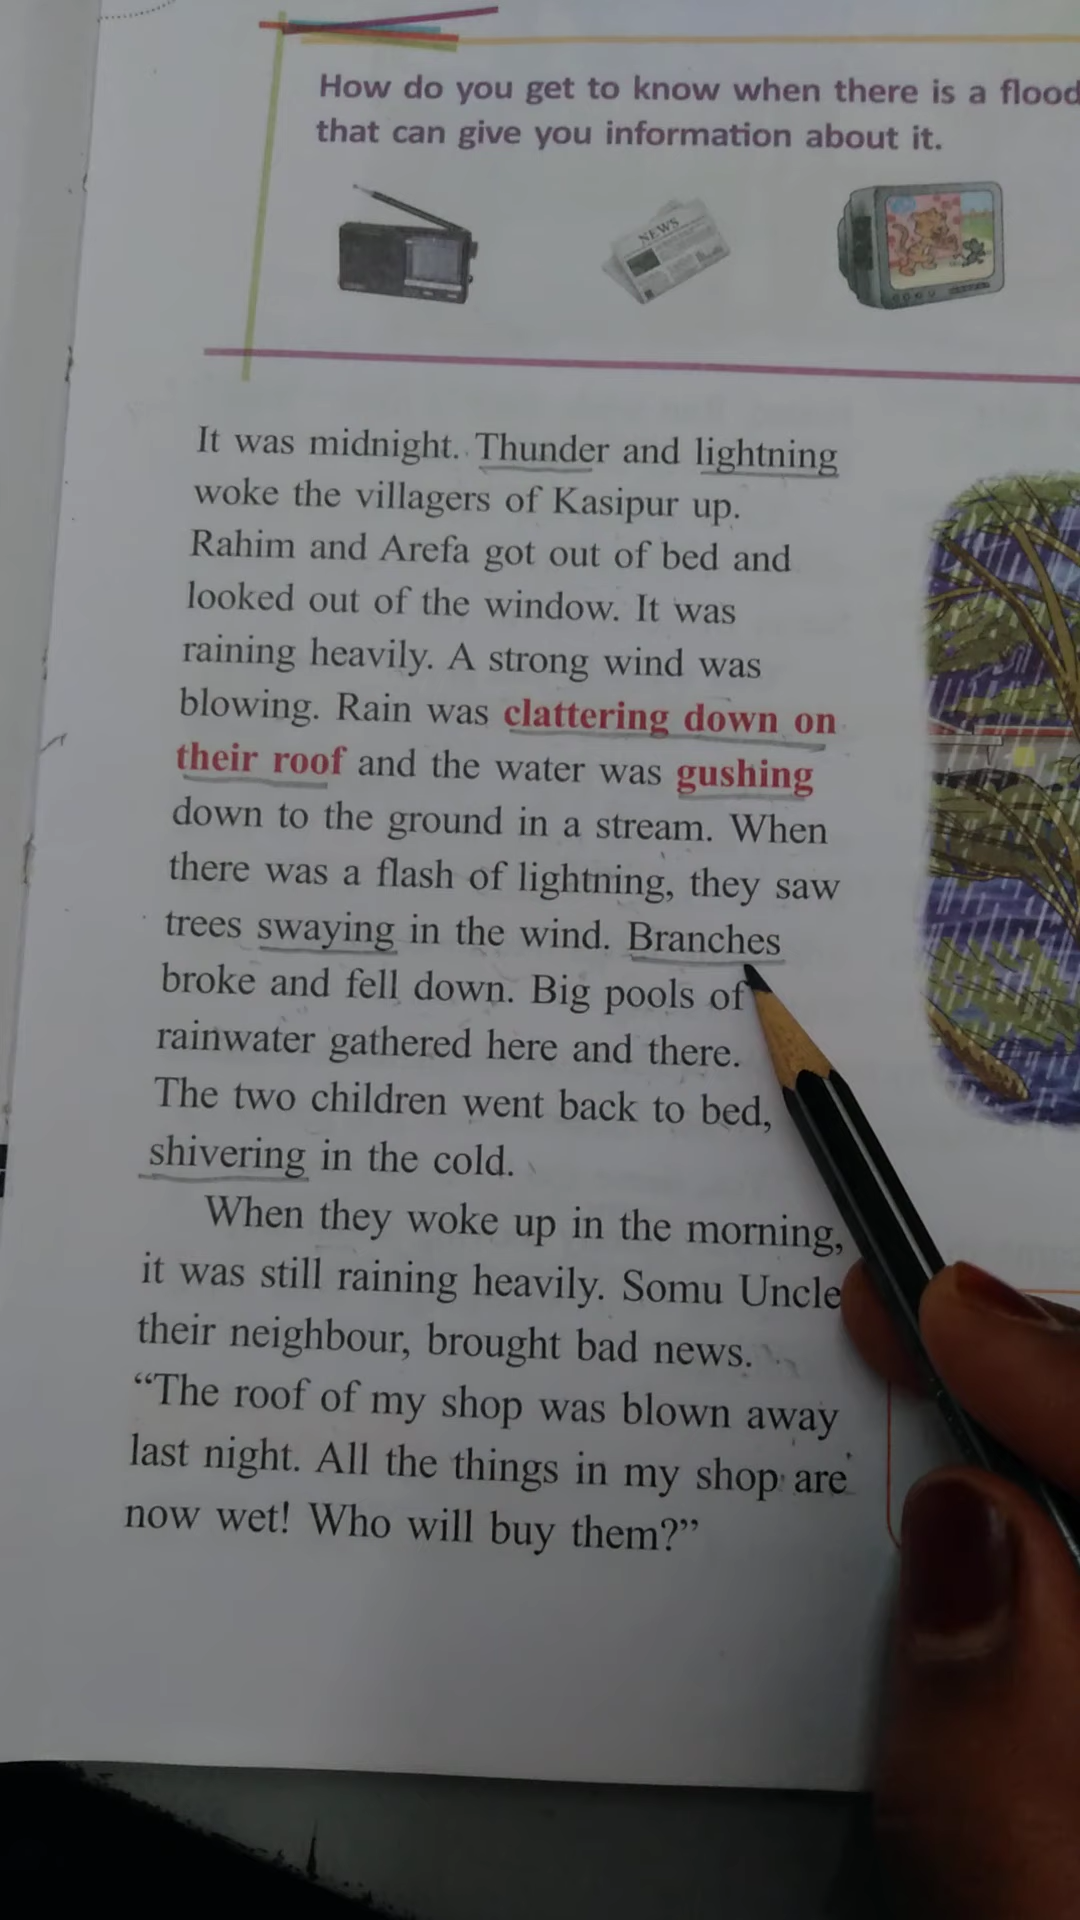 How do you get to know when there is a flood
that can give you information about it.
NEWS
It was midnight. Thunder and lightning
woke the villagers of Kasipur up.
Rahim and Arefa got out of bed and
looked out of the window. It was
raining heavily. A strong wind was
blowing. Rain was clattering down on
their roof and the water was gushing
down to the ground in a stream. When
there was a flash of lightning, they saw
trees swaying in the wind. Branches
broke and fell down. Big pools of
rainwater gathered here and there.
The two children went back to bed,
shivering in the cold.
When they woke up in the morning,
it was still raining heavily. Somu Uncle
their neighbour, brought bad news.
“The roof of my shop was blown away
last night. All the things in my shop are
now wet! Who will buy them?”